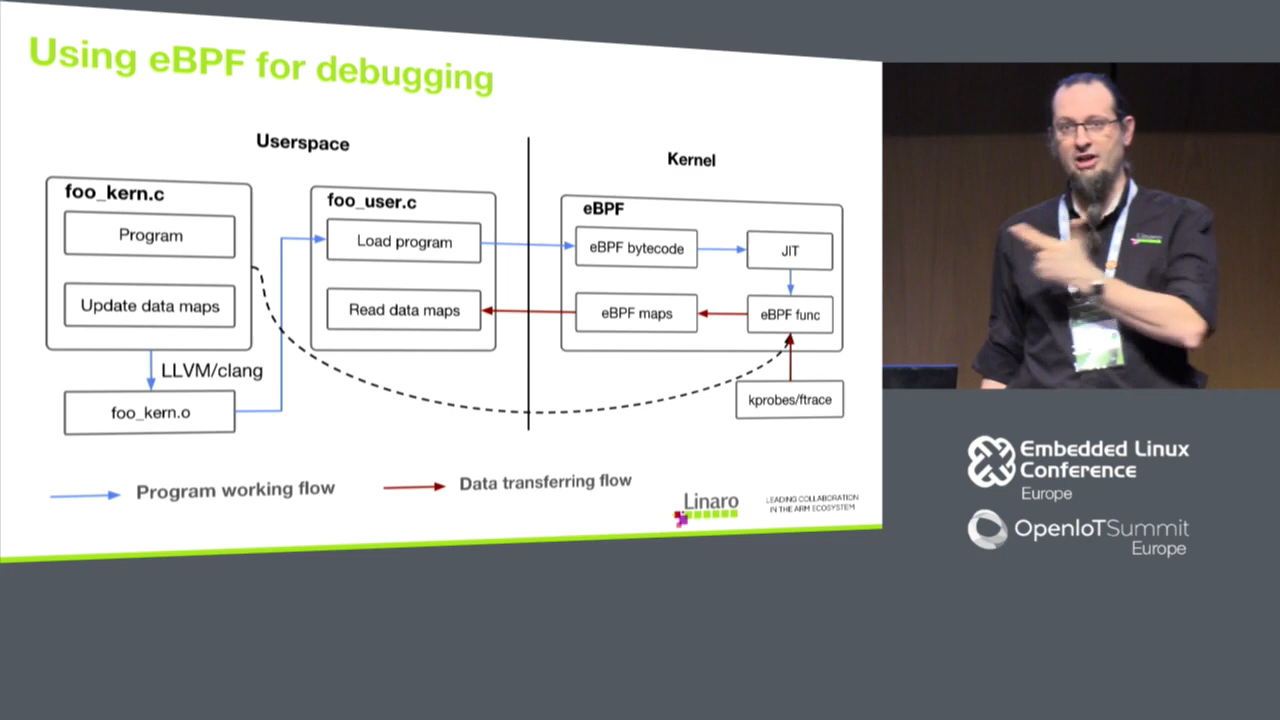 Using eBPF for debugging
Userspace
Kernel
foo_kern.c
Program
Update data maps
LLVM/clang
foo_kern.o
foo_user.c
Load program
Read data maps
eBPF
eBPF bytecode
JIT
eBPF maps
eBPF func
kprobes/ftrace
Program working flow
Data transferring flow
Linaro
LEADING COLLABORATION
IN THE ARM ECOSYSTEM
Linaro
Embedded Linux
Conference
Europe
OpenIoTSummit
Europe